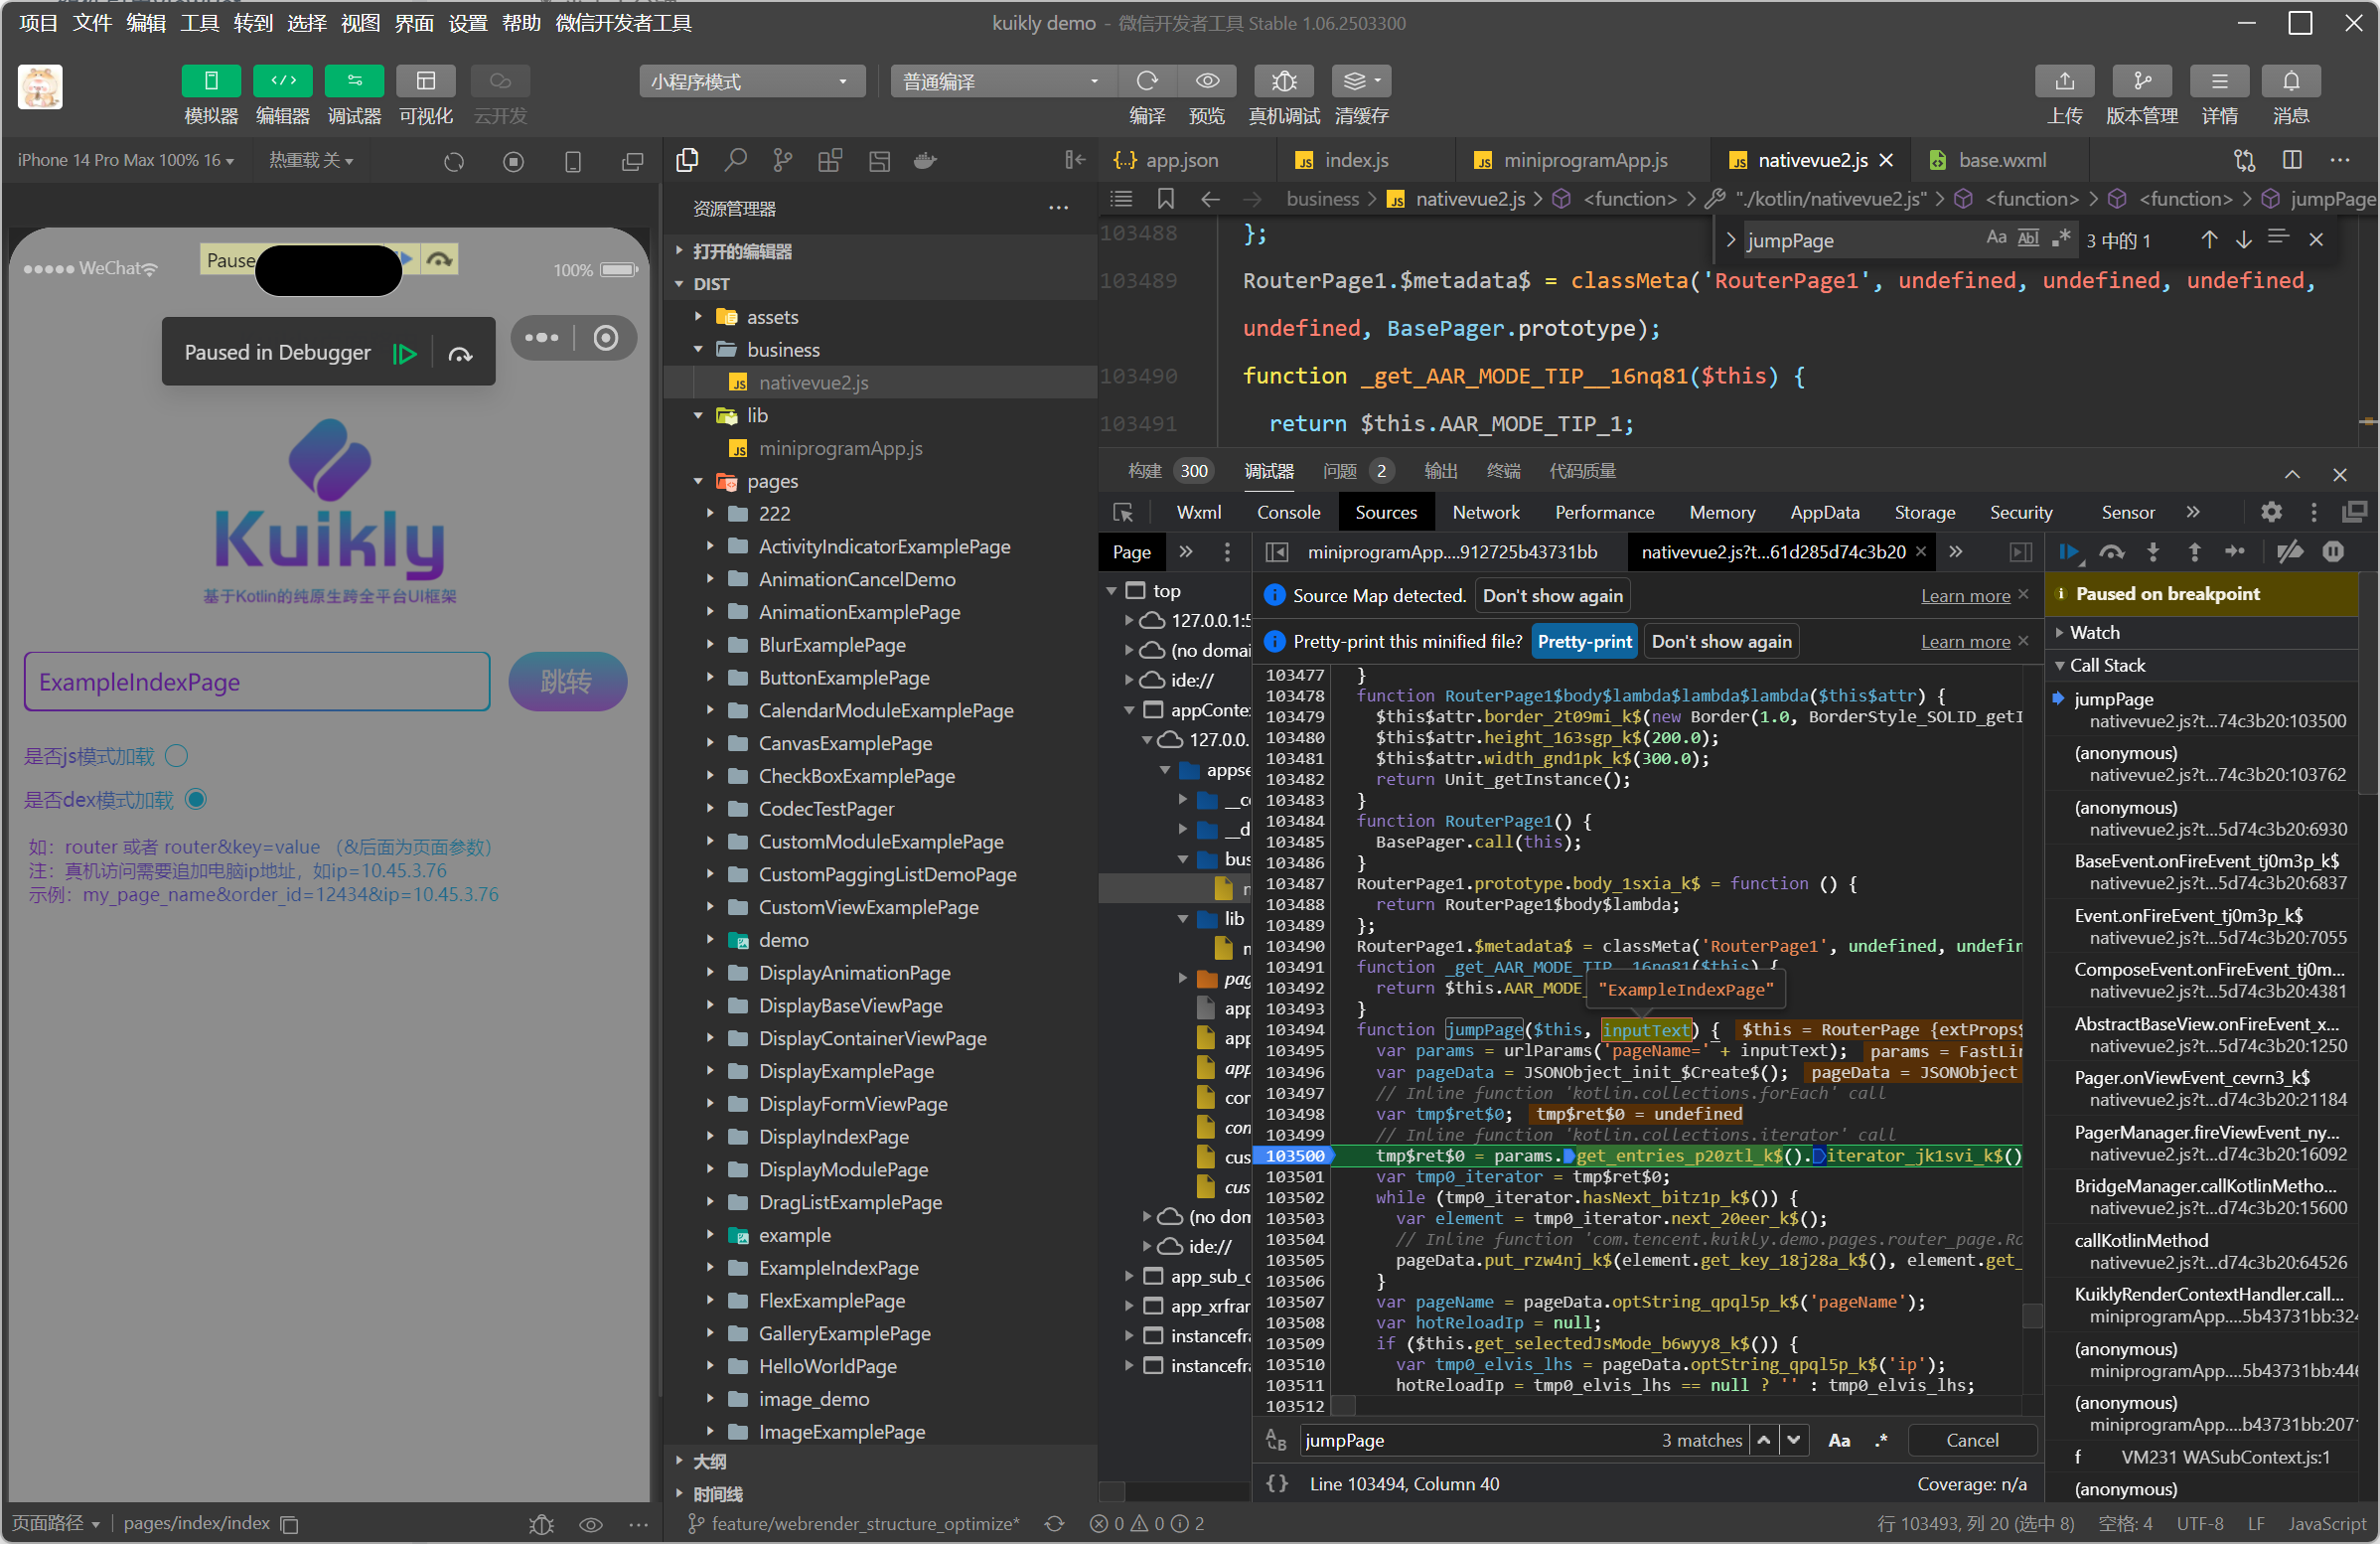 项目 文件 编辑 工具 转到 选择 视图 界面 设置 帮助 微信开发者工具
kuikly demo - 微信开发者工具 Stable 1.06.2503300
模拟器 编辑器 调试器 可视化 云开发
小程序模式
普通编译
编译 预览 真机调试 清缓存
上传 版本管理 详情 消息
iPhone 14 Pro Max 100% 16
热重载 关
WeChat
Pause
100%
Paused in Debugger
Kuikly
基于Kotlin的纯原生跨全平台UI框架
ExampleIndexPage
跳转
是否js模式加载
是否dex模式加载
如：router 或者 router&key=value （&后面为页面参数）
注：真机访问需要追加电脑ip地址，如ip=10.45.3.76
示例：my_page_name&order_id=12434&ip=10.45.3.76
页面路径
pages/index/index
资源管理器
打开的编辑器
DIST
assets
business
nativevue2.js
lib
miniprogramApp.js
pages
222
ActivityIndicatorExamplePage
AnimationCancelDemo
AnimationExamplePage
BlurExamplePage
ButtonExamplePage
CalendarModuleExamplePage
CanvasExamplePage
CheckBoxExamplePage
CodecTestPager
CustomModuleExamplePage
CustomPaggingListDemoPage
CustomViewExamplePage
demo
DisplayAnimationPage
DisplayBaseViewPage
DisplayContainerViewPage
DisplayExamplePage
DisplayFormViewPage
DisplayIndexPage
DisplayModulePage
DragListExamplePage
example
ExampleIndexPage
FlexExamplePage
GalleryExamplePage
HelloWorldPage
image_demo
ImageExamplePage
大纲
时间线
feature/webrender_structure_optimize*
0 0 2
app.json
index.js
miniprogramApp.js
nativevue2.js
base.wxml
business > nativevue2.js > <function> > "./kotlin/nativevue2.js" > <function> > <function> > jumpPage
jumpPage
3 中的 1
103488 };
103489 RouterPage1.$metadata$ = classMeta('RouterPage1', undefined, undefined, undefined,
undefined, BasePager.prototype);
103490 function _get_AAR_MODE_TIP__16nq81($this) {
103491 return $this.AAR_MODE_TIP_1;
构建 300 调试器 问题 2 输出 终端 代码质量
Wxml Console Sources Network Performance Memory AppData Storage Security Sensor
Page
miniprogramApp....912725b43731bb
nativevue2.js?t...61d285d74c3b20
top
127.0.0.1:5
(no domai
ide://
appConte
127.0.0.
appse
__co
__d
bus
n
lib
n
pag
app
app
app
cor
con
cus
cus
(no dom
ide://
app_sub_c
app_xrfran
instancefra
instancefra
Source Map detected. Don't show again Learn more
Pretty-print this minified file? Pretty-print Don't show again Learn more
103477 }
103478 function RouterPage1$body$lambda$lambda$lambda($this$attr) {
103479 $this$attr.border_2t09mi_k$(new Border(1.0, BorderStyle_SOLID_getI
103480 $this$attr.height_163sgp_k$(200.0);
103481 $this$attr.width_gnd1pk_k$(300.0);
103482 return Unit_getInstance();
103483 }
103484 function RouterPage1() {
103485 BasePager.call(this);
103486 }
103487 RouterPage1.prototype.body_1sxia_k$ = function () {
103488 return RouterPage1$body$lambda;
103489 };
103490 RouterPage1.$metadata$ = classMeta('RouterPage1', undefined, undefin
103491 function _get_AAR_MODE_TIP__16nq81($this) {
103492 return $this.AAR_MODE_
"ExampleIndexPage"
103493 }
103494 function jumpPage($this, inputText) { $this = RouterPage {extProps$
103495 var params = urlParams('pageName=' + inputText); params = FastLin
103496 var pageData = JSONObject_init_$Create$(); pageData = JSONObject
103497 // Inline function 'kotlin.collections.forEach' call
103498 var tmp$ret$0; tmp$ret$0 = undefined
103499 // Inline function 'kotlin.collections.iterator' call
103500 tmp$ret$0 = params.get_entries_p20ztl_k$().iterator_jk1svi_k$()
103501 var tmp0_iterator = tmp$ret$0;
103502 while (tmp0_iterator.hasNext_bitz1p_k$()) {
103503 var element = tmp0_iterator.next_20eer_k$();
103504 // Inline function 'com.tencent.kuikly.demo.pages.router_page.Ro
103505 pageData.put_rzw4nj_k$(element.get_key_18j28a_k$(), element.get_
103506 }
103507 var pageName = pageData.optString_qpql5p_k$('pageName');
103508 var hotReloadIp = null;
103509 if ($this.get_selectedJsMode_b6wyy8_k$()) {
103510 var tmp0_elvis_lhs = pageData.optString_qpql5p_k$('ip');
103511 hotReloadIp = tmp0_elvis_lhs == null ? '' : tmp0_elvis_lhs;
103512
jumpPage 3 matches Aa .* Cancel
{} Line 103494, Column 40 Coverage: n/a
Paused on breakpoint
Watch
Call Stack
jumpPage
nativevue2.js?t...74c3b20:103500
(anonymous)
nativevue2.js?t...74c3b20:103762
(anonymous)
nativevue2.js?t...5d74c3b20:6930
BaseEvent.onFireEvent_tj0m3p_k$
nativevue2.js?t...5d74c3b20:6837
Event.onFireEvent_tj0m3p_k$
nativevue2.js?t...5d74c3b20:7055
ComposeEvent.onFireEvent_tj0m...
nativevue2.js?t...5d74c3b20:4381
AbstractBaseView.onFireEvent_x...
nativevue2.js?t...5d74c3b20:1250
Pager.onViewEvent_cevrn3_k$
nativevue2.js?t...d74c3b20:21184
PagerManager.fireViewEvent_ny...
nativevue2.js?t...d74c3b20:16092
BridgeManager.callKotlinMetho...
nativevue2.js?t...d74c3b20:15600
callKotlinMethod
nativevue2.js?t...d74c3b20:64526
KuiklyRenderContextHandler.call...
miniprogramApp....5b43731bb:324
(anonymous)
miniprogramApp....5b43731bb:446
(anonymous)
miniprogramApp....b43731bb:2071
f VM231 WASubContext.js:1
(anonymous)
行 103493, 列 20 (选中 8) 空格: 4 UTF-8 LF JavaScript